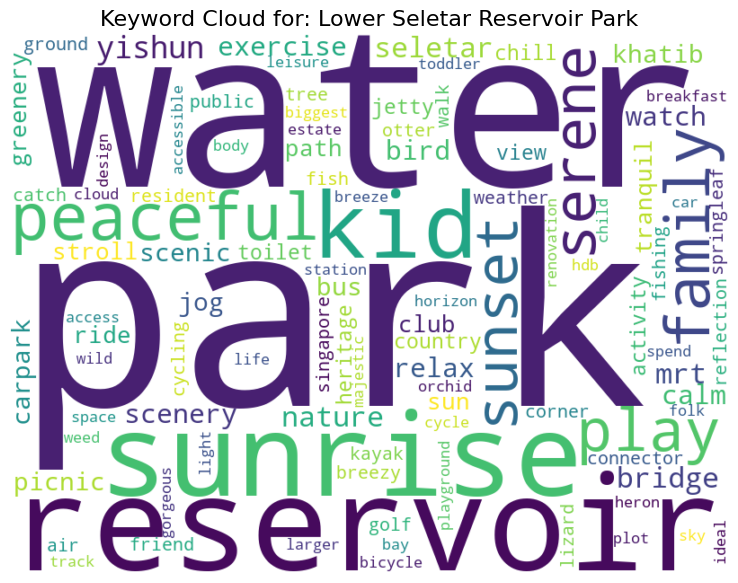 Keyword Cloud for: Lower Seletar Reservoir Park
ground
yishun
exercise
leisure
seletar
toddler
chill
khatib
greenery
water
serene
breakfast
watch
design
accessible
public
body
tree
biggest
estate
path
jetty
otter
walk
bird
view
catch
cloud
resident
fish
breeze
weather
child
tranquil
family
car
springleaf
peaceful
kid
sunset
renovation
stroll
scenic
toilet
station
hdb
activity
fishing
reflection
park
access
ride
wild
jog
cycling
space
life
singapore
bus
heritage
majestic
horizon
club
country
relax
orchid
carpark
scenery
nature
sun
cycle
corner
spend
mrt
calm
folk
weed
light
sunrise
play
picnic
gorgeous
kayak
breezy
playground
connector
bridge
reservoir
air
track
friend
larger
golf
bay
bicycle
lizard
heron
plot
sky
ideal